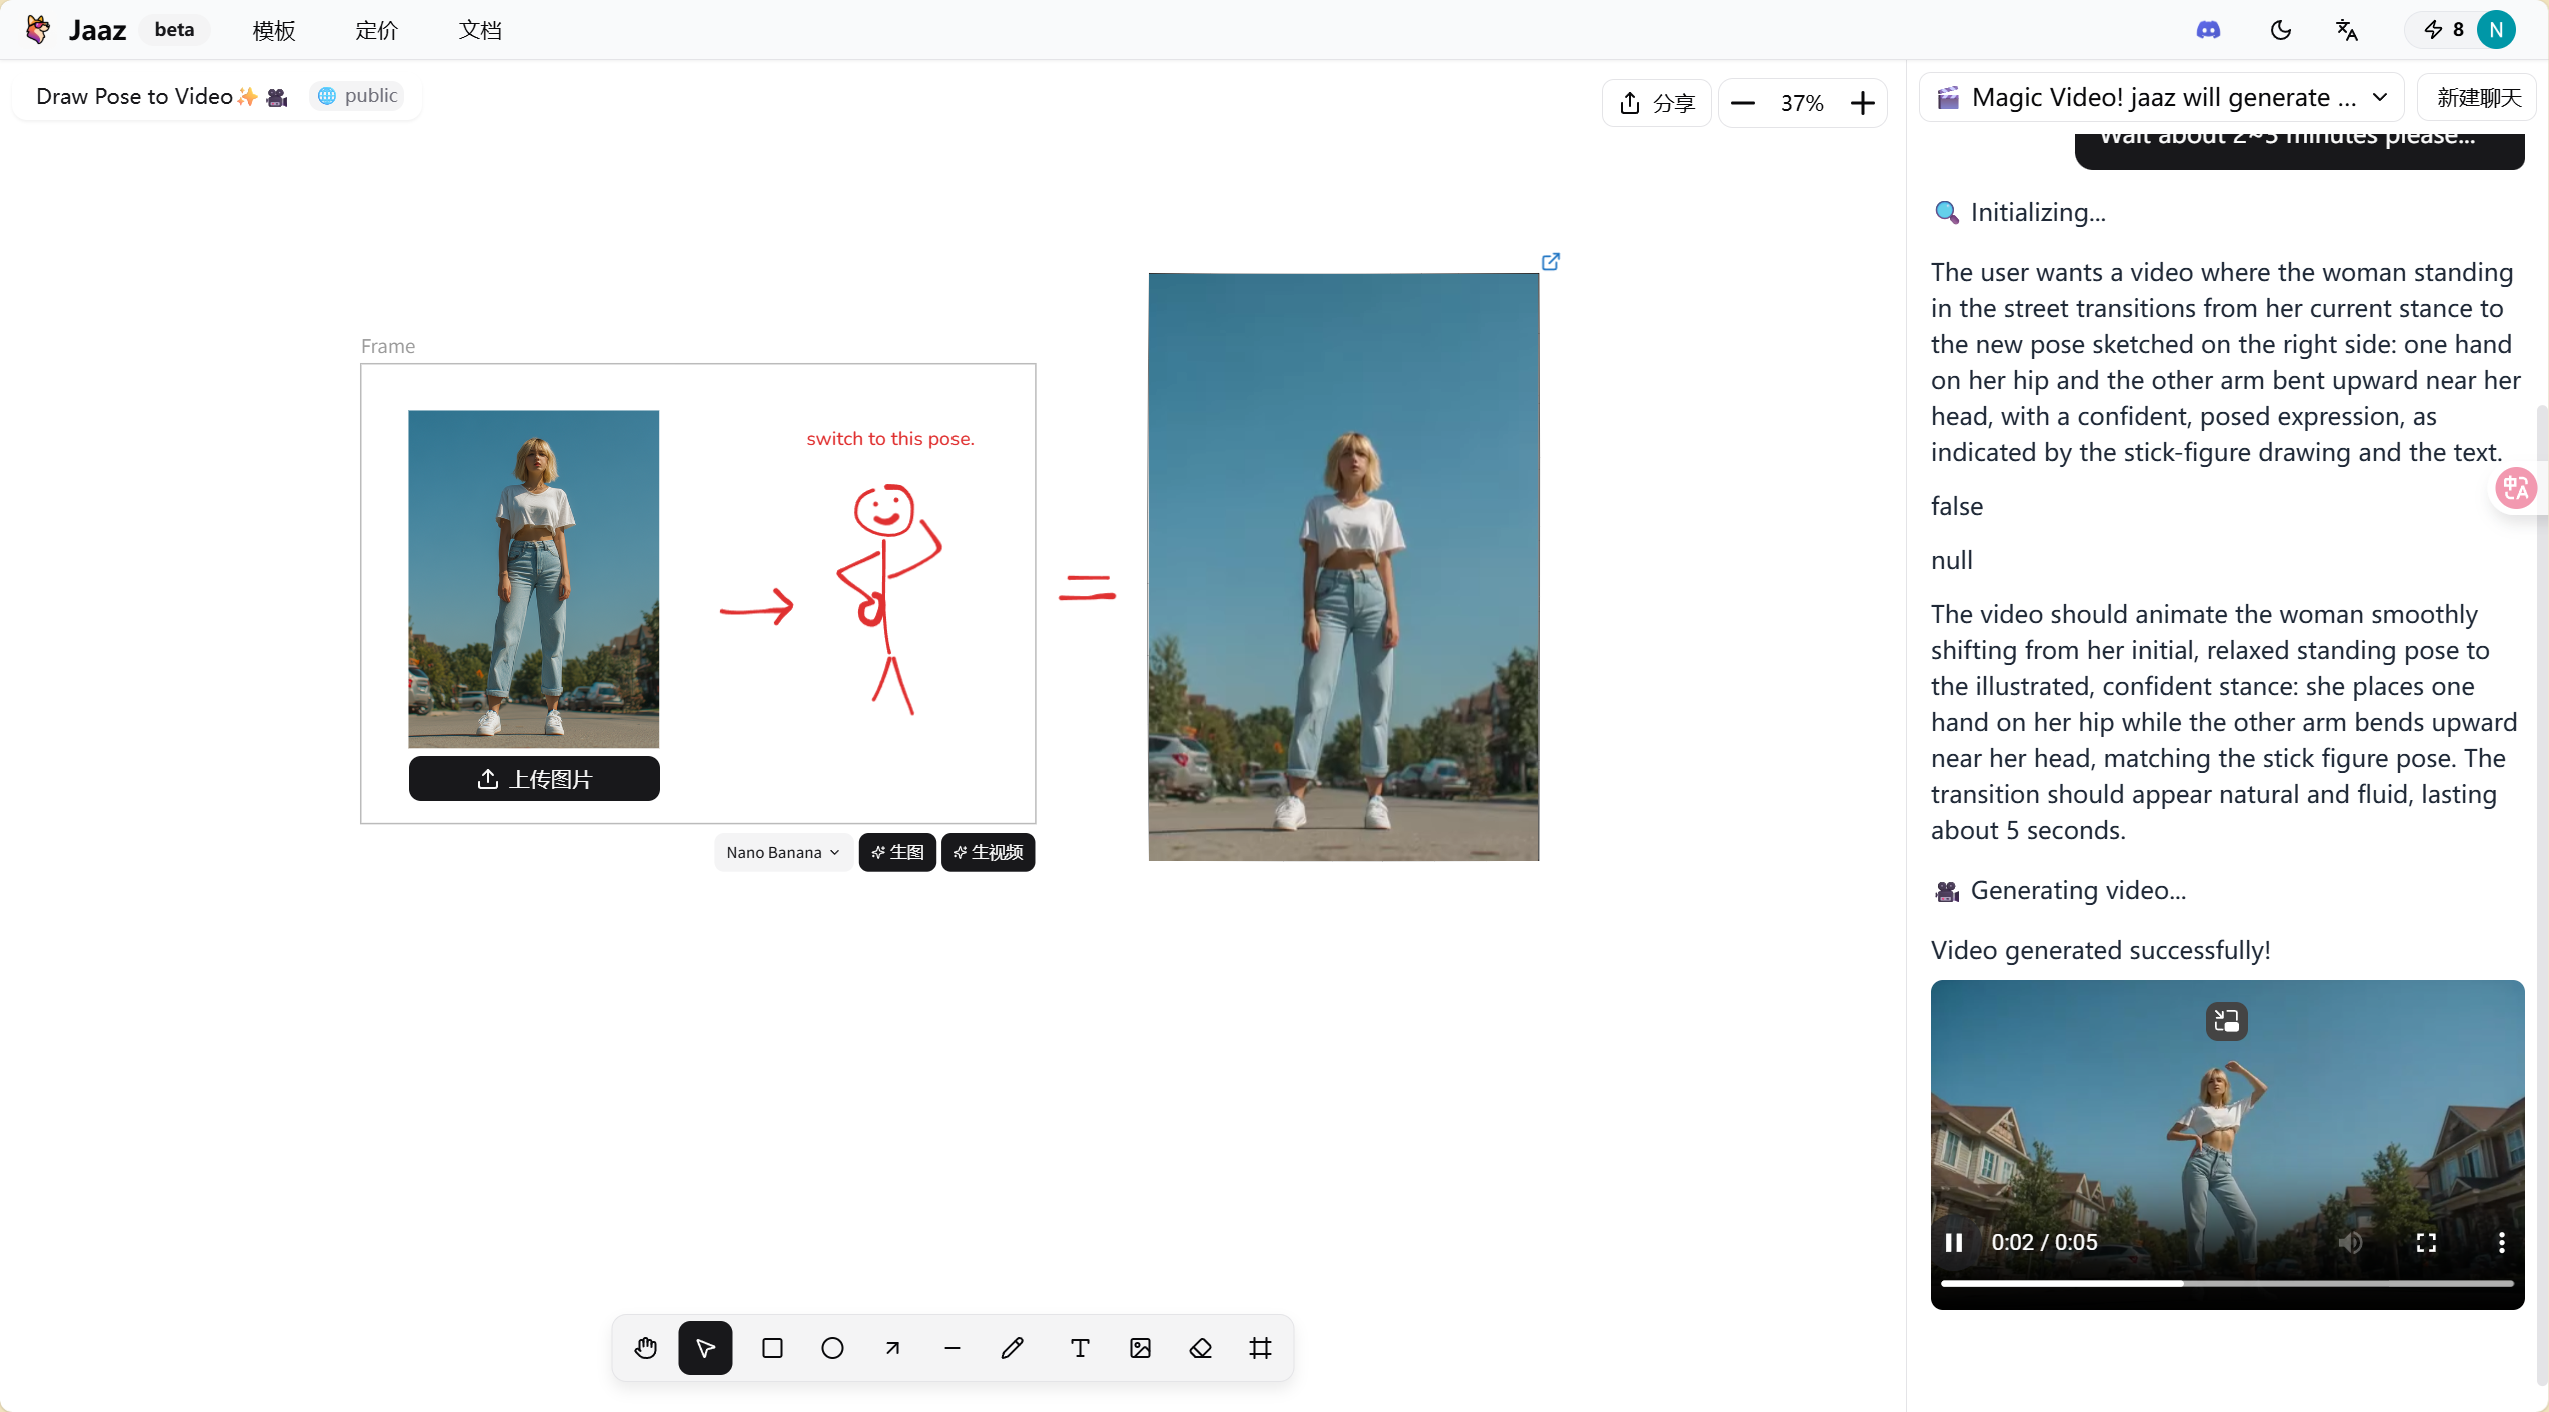 Jaaz beta 模板 定价 文档 8 N
Draw Pose to Video✨ 🎥 🌐 public
分享 37%
Frame
switch to this pose.
上传图片
Nano Banana 生图 生视频
🎬 Magic Video! jaaz will generate ... 新建聊天
Wait about 2~3 minutes please...
🔍 Initializing...
The user wants a video where the woman standing
in the street transitions from her current stance to
the new pose sketched on the right side: one hand
on her hip and the other arm bent upward near her
head, with a confident, posed expression, as
indicated by the stick-figure drawing and the text.
false
null
The video should animate the woman smoothly
shifting from her initial, relaxed standing pose to
the illustrated, confident stance: she places one
hand on her hip while the other arm bends upward
near her head, matching the stick figure pose. The
transition should appear natural and fluid, lasting
about 5 seconds.
🎥 Generating video...
Video generated successfully!
0:02 / 0:05